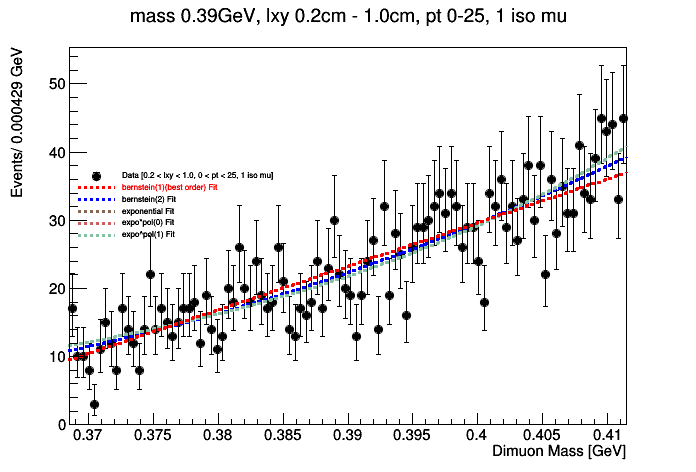 mass 0.39GeV, lxy 0.2cm - 1.0cm, pt 0-25, 1 iso mu
Events/ 0.000429 GeV
50
40
30
20
10
0
Data [0.2 < lxy < 1.0, 0 < pt < 25, 1 iso mu]
bernstein(1)(best order) Fit
bernstein(2) Fit
exponential Fit
expo*pol(0) Fit
expo*pol(1) Fit
0.37 0.375 0.38 0.385 0.39 0.395 0.4 0.405 0.41
Dimuon Mass [GeV]